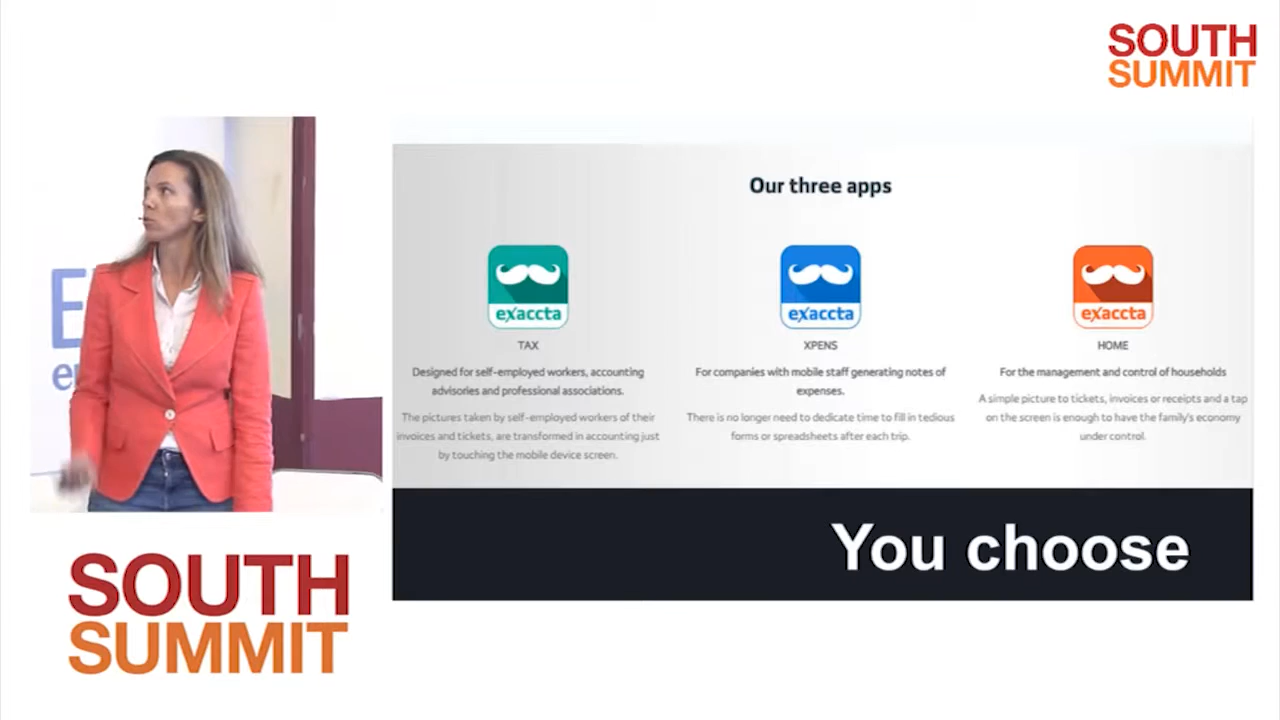 SOUTH
SUMMIT
Our three apps
exaccta
TAX
Designed for self-employed workers, accounting
advisories and professional associations.
The pictures taken by self-employed workers of their
invoices and tickets, are transformed in accounting just
by touching the mobile device screen.
exaccta
XPENS
For companies with mobile staff generating notes of
expenses.
There is no longer need to dedicate time to fill in tedious
forms or spreadsheets after each trip.
exaccta
HOME
For the management and control of households
A simple picture to tickets, invoices or receipts and a tap
on the screen is enough to have the family's economy
under control.
You choose
SOUTH
SUMMIT